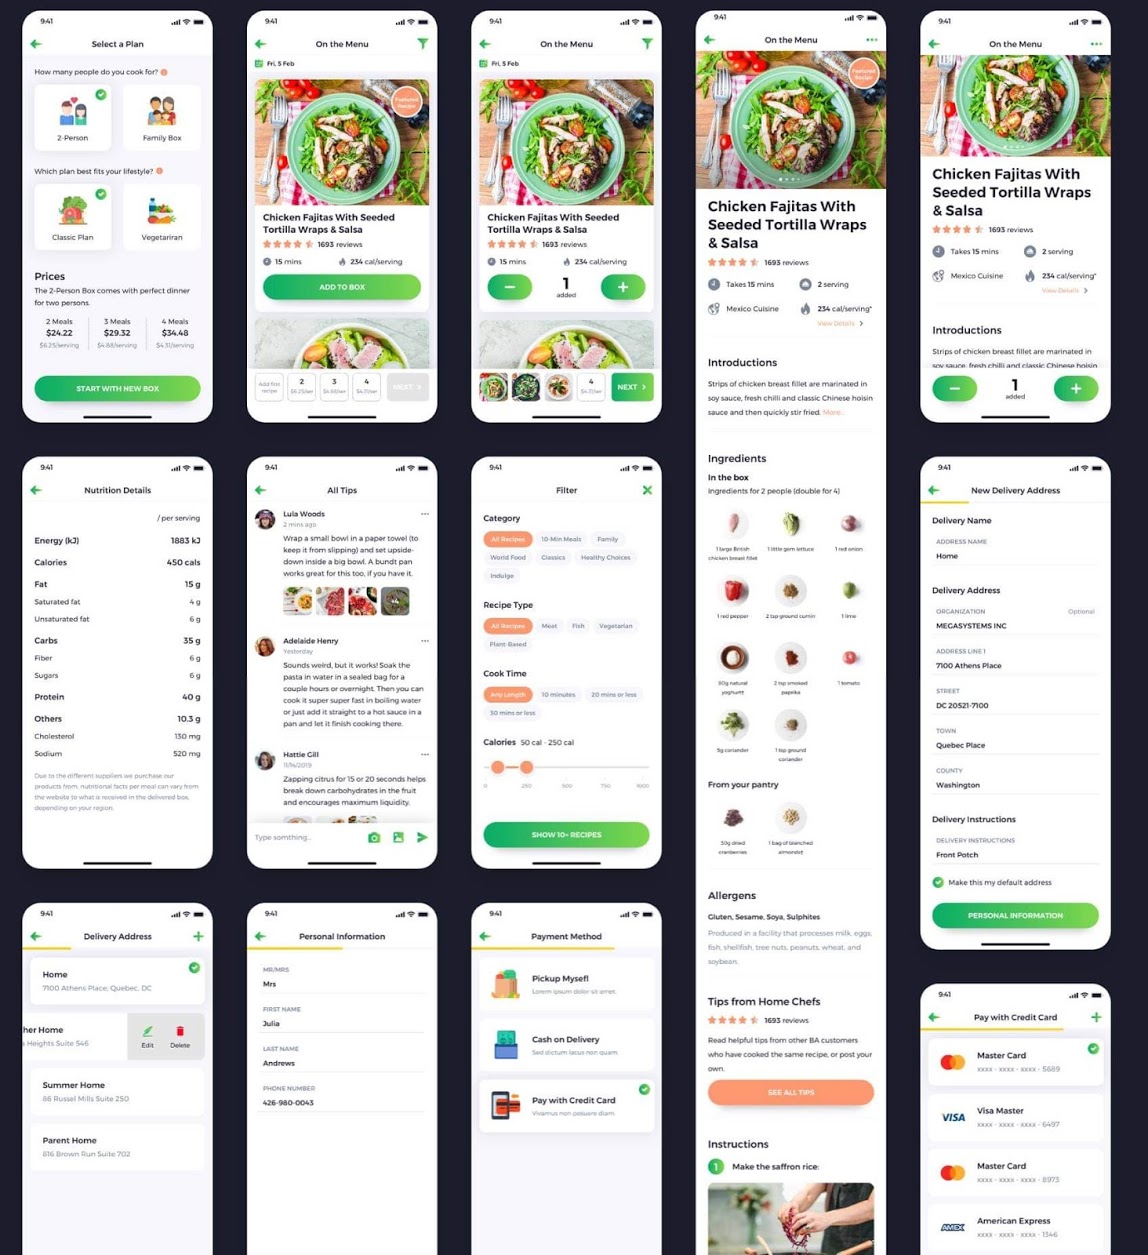 9:41
Select a Plan
How many people do you cook for?
2-Person
Family Box
Which plan best fits your lifestyle?
Classic Plan
Vegetariran
Prices
The 2-Person Box comes with perfect dinner
for two persons.
2 Meals 3 Meals 4 Meals
$24.22 $29.32 $34.48
$6.25/serving $4.88/serving $4.31/serving
START WITH NEW BOX
9:41
On the Menu
Fri, 5 Feb
Featured
Recipe
Chicken Fajitas With Seeded
Tortilla Wraps & Salsa
1693 reviews
15 mins 234 cal/serving
ADD TO BOX
Add first
recipe
2 3 4
$6.25/ser $4.88/ser $4.31/ser
NEXT
9:41
On the Menu
Fri, 5 Feb
Chicken Fajitas With Seeded
Tortilla Wraps & Salsa
1693 reviews
15 mins 234 cal/serving
1
added
4
$4.31/ser
NEXT
9:41
On the Menu
Featured
Recipe
Chicken Fajitas With
Seeded Tortilla Wraps
& Salsa
1693 reviews
Takes 15 mins 2 serving
Mexico Cuisine 234 cal/serving*
View Details
Introductions
Strips of chicken breast fillet are marinated in
soy sauce, fresh chilli and classic Chinese hoisin
sauce and then quickly stir fried. More..
Ingredients
In the box
Ingredients for 2 people (double for 4)
1 large British
chicken breast fillet
1 little gem lettuce
1 red onion
1 red pepper
2 tsp ground cumin
1 lime
80g natural
yoghurt
2 tsp smoked
paprika
1 tomato
5g coriander
1 tsp ground
coriander
From your pantry
30g dried
cranberries
1 bag of blanched
almonds
Allergens
Gluten, Sesame, Soya, Sulphites
Produced in a facility that processes milk, eggs,
fish, shellfish, tree nuts, peanuts, wheat, and
soybean.
Tips from Home Chefs
1693 reviews
Read helpful tips from other BA customers
who have cooked the same recipe, or post your
own.
SEE ALL TIPS
Instructions
1 Make the saffron rice:
9:41
On the Menu
Chicken Fajitas With
Seeded Tortilla Wraps
& Salsa
1693 reviews
Takes 15 mins 2 serving
Mexico Cuisine 234 cal/serving*
View Details
Introductions
Strips of chicken breast fillet are marinated in
soy sauce, fresh chilli and classic Chinese hoisin
1
added
9:41
Nutrition Details
/ per serving
Energy (kJ) 1883 kJ
Calories 450 cals
Fat 15 g
Saturated fat 4 g
Unsaturated fat 6 g
Carbs 35 g
Fiber 6 g
Sugars 6 g
Protein 40 g
Others 10.3 g
Cholesterol 130 mg
Sodium 520 mg
Due to the different suppliers we purchase our
products from, nutritional facts per meal can vary from
the website to what is received in the delivered box,
depending on your region.
9:41
All Tips
Lula Woods
2 mins ago
Wrap a small bowl in a paper towel (to
keep it from slipping) and set upside-
down inside a big bowl. A bundt pan
works great for this too, if you have it.
+4
Adelaide Henry
Yesterday
Sounds weird, but it works! Soak the
pasta in water in a sealed bag for a
couple hours or overnight. Then you can
cook it super super fast in boiling water
or just add it straight to a hot sauce in a
pan and let it finish cooking there.
Hattie Gill
11/14/2019
Zapping citrus for 15 or 20 seconds helps
break down carbohydrates in the fruit
and encourages maximum liquidity.
Type somthing...
9:41
Filter
Category
All Recipes 10-Min Meals Family
World Food Classics Healthy Choices
Indulge
Recipe Type
All Recipes Meat Fish Vegetarian
Plant-Based
Cook Time
Any Length 10 minutes 20 mins or less
30 mins or less
Calories 50 cal - 250 cal
0 250 500 750 1000
SHOW 10+ RECIPES
9:41
New Delivery Address
Delivery Name
ADDRESS NAME
Home
Delivery Address
ORGANIZATION Optional
MEGASYSTEMS INC
ADDRESS LINE 1
7100 Athens Place
STREET
DC 20521-7100
TOWN
Quebec Place
COUNTY
Washington
Delivery Instructions
DELIVERY INSTRUCTIONS
Front Potch
Make this my default address
PERSONAL INFORMATION
9:41
Delivery Address
Home
7100 Athens Place, Quebec, DC
her Home
Heights Suite 546
Edit Delete
Summer Home
86 Russel Mills Suite 250
Parent Home
816 Brown Run Suite 702
9:41
Personal Information
MR/MRS
Mrs
FIRST NAME
Julia
LAST NAME
Andrews
PHONE NUMBER
426-980-0043
9:41
Payment Method
Pickup Mysefl
Lorem ipsum dolor sit amet.
Cash on Delivery
Sed dictum lacus non quam
Pay with Credit Card
Vivamus non posuere diam
9:41
Pay with Credit Card
Master Card
xxxx - xxxx - xxxx - 5689
VISA
Visa Master
xxxx - xxxx - xxxx - 6497
Master Card
xxxx - xxxx - xxxx - 8973
AMEX
American Express
xxxx - xxxx - xxxx - 1346